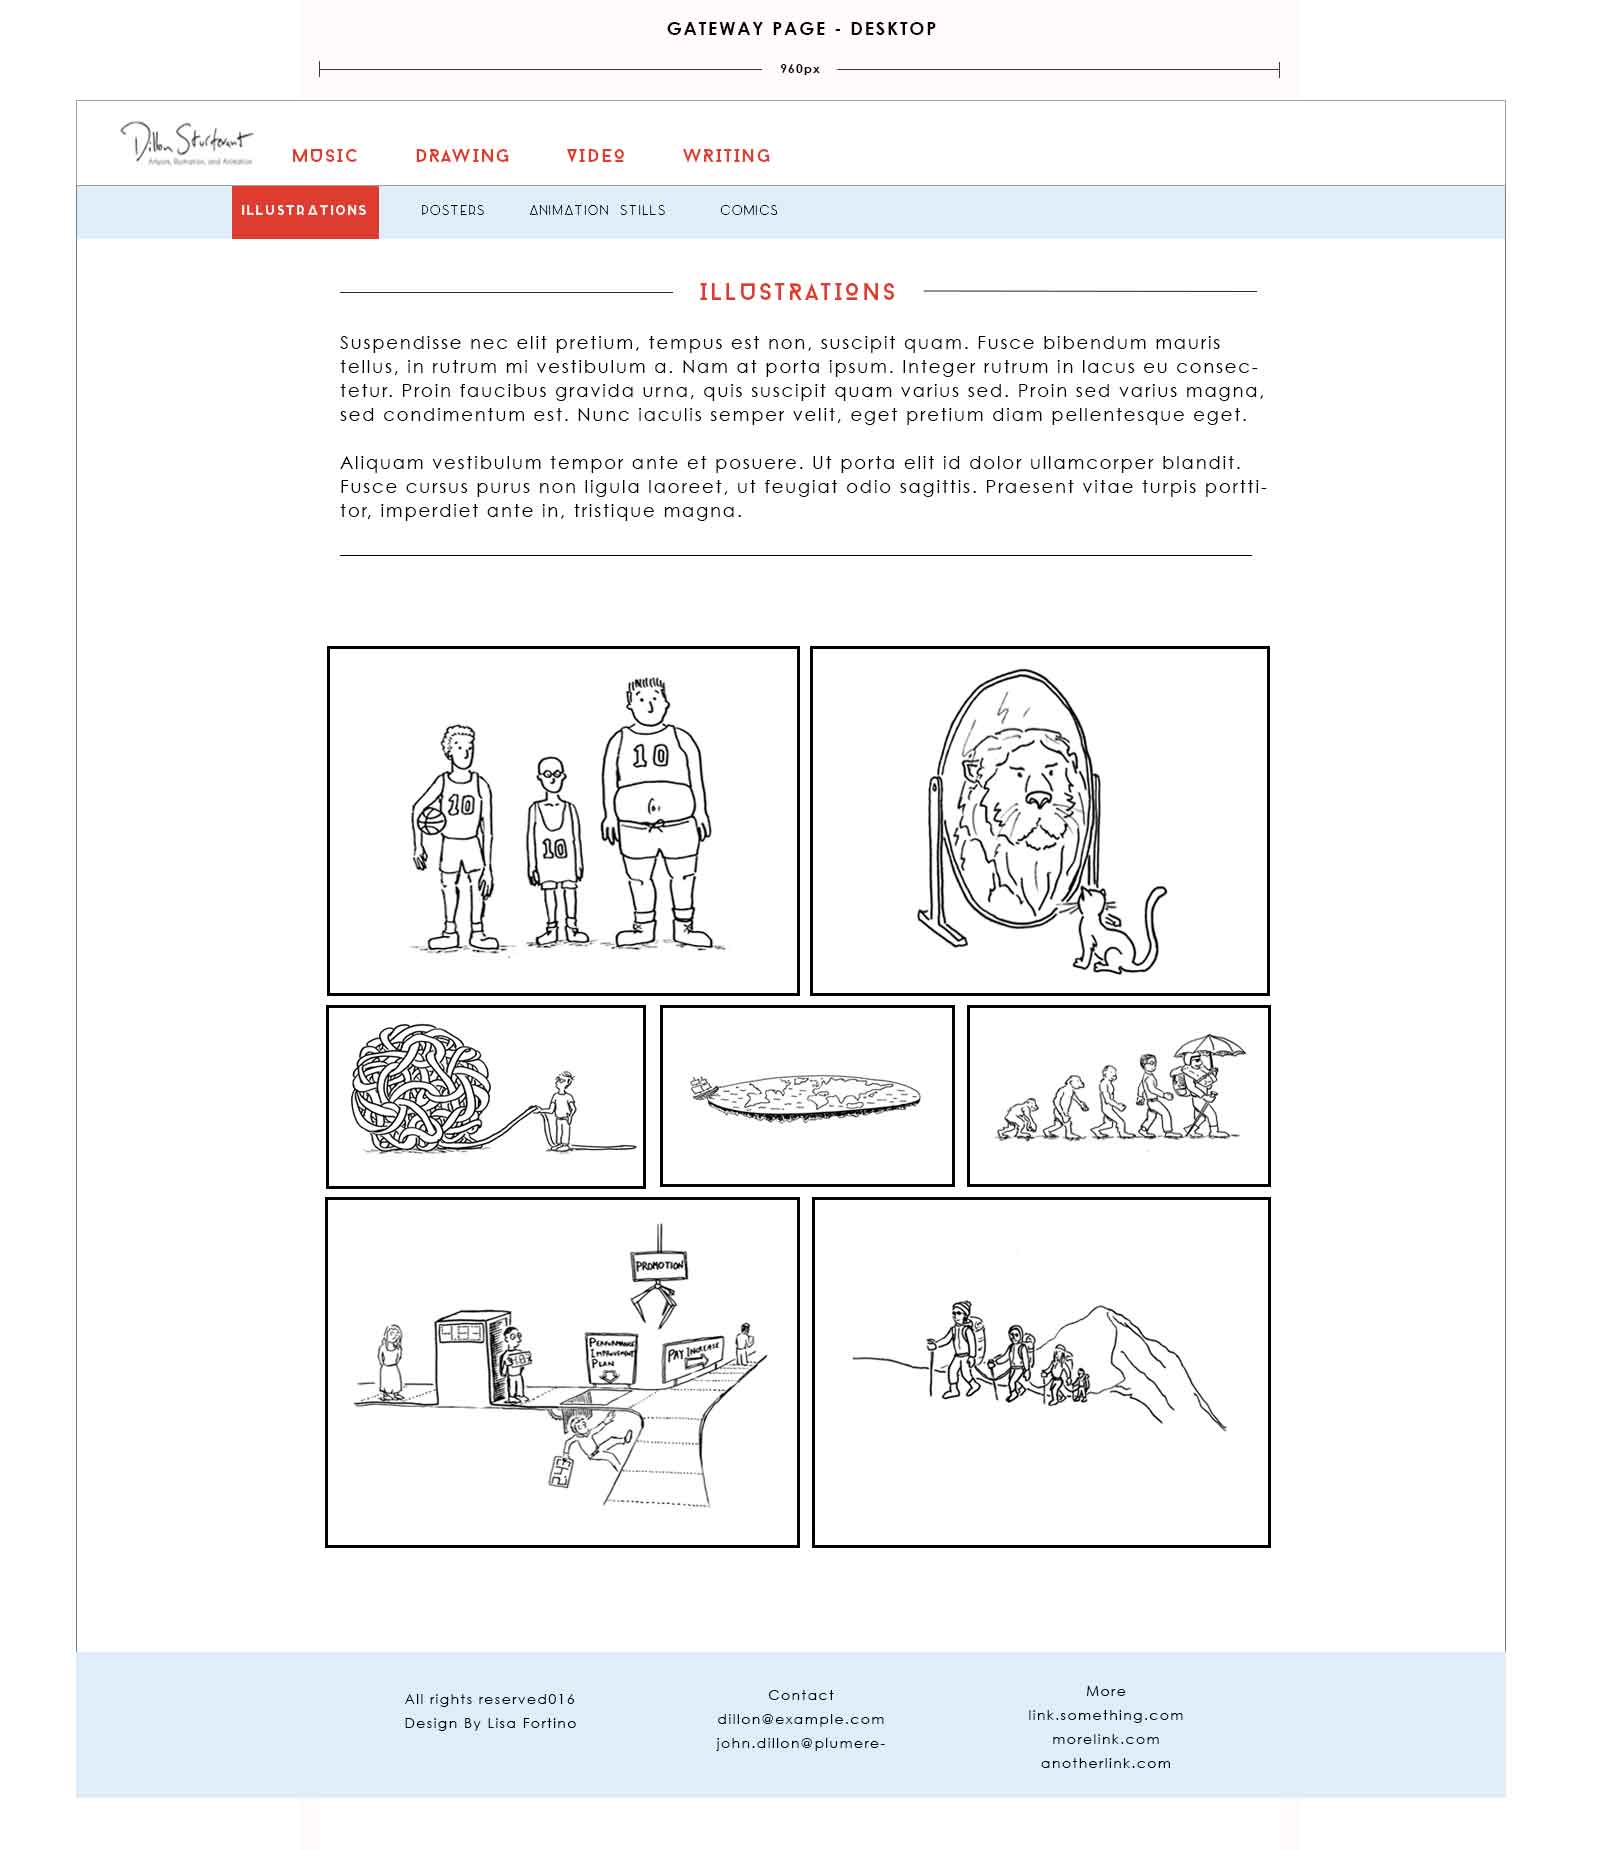 GATEWAY PAGE - DESKTOP
960px
Dillon Sturtevant
MUSIC DRAWING VIDEO WRITING
ILLUSTRATIONS POSTERS ANIMATION STILLS COMICS
ILLUSTRATIONS
Suspendisse nec elit pretium, tempus est non, suscipit quam. Fusce bibendum mauris
tellus, in rutrum mi vestibulum a. Nam at porta ipsum. Integer rutrum in lacus eu consec-
tetur. Proin faucibus gravida urna, quis suscipit quam varius sed. Proin sed varius magna,
sed condimentum est. Nunc iaculis semper velit, eget pretium diam pellentesque eget.
Aliquam vestibulum tempor ante et posuere. Ut porta elit id dolor ullamcorper blandit.
Fusce cursus purus non ligula laoreet, ut feugiat odio sagittis. Praesent vitae turpis portti-
tor, imperdiet ante in, tristique magna.
10
10
10
PROMOTION
4.83
PERFORMANCE
IMPROVEMENT
PLAN
PAY INCREASE
All rights reserved016
Design By Lisa Fortino
Contact
dillon@example.com
john.dillon@plumere-
More
link.something.com
morelink.com
anotherlink.com